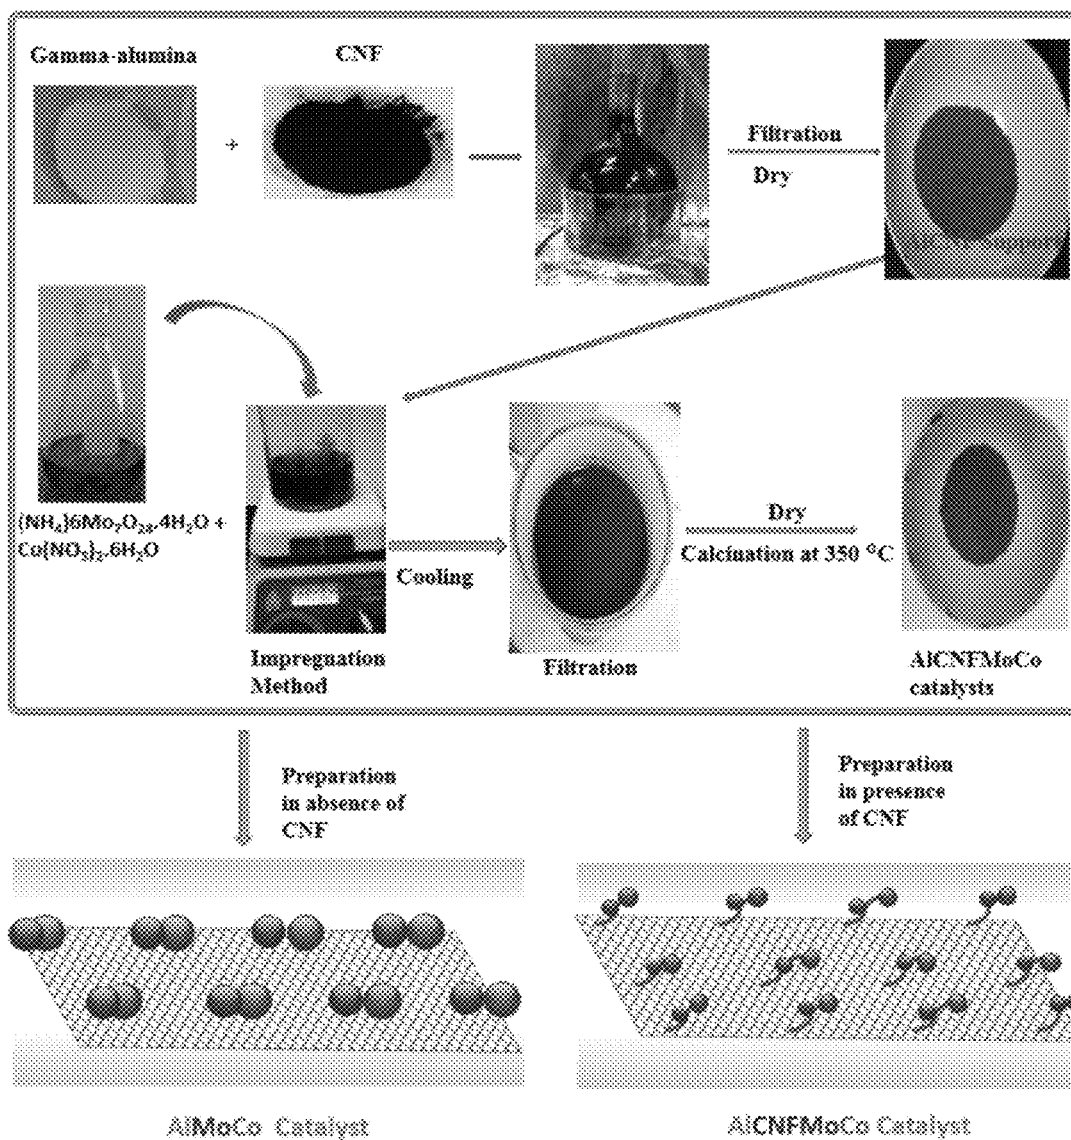 Gamma-alumina
CNF
+
Filtration
Dry
(NH₄)6Mo₇O₂₄.4H₂O +
Co(NO₃)₂.6H₂O
Cooling
Dry
Calcination at 350 °C
Impregnation
Method
Filtration
AlCNFMoCo
catalysts
Preparation
in absence of
CNF
Preparation
in presence
of CNF
AlMoCo Catalyst
AlCNFMoCo Catalyst